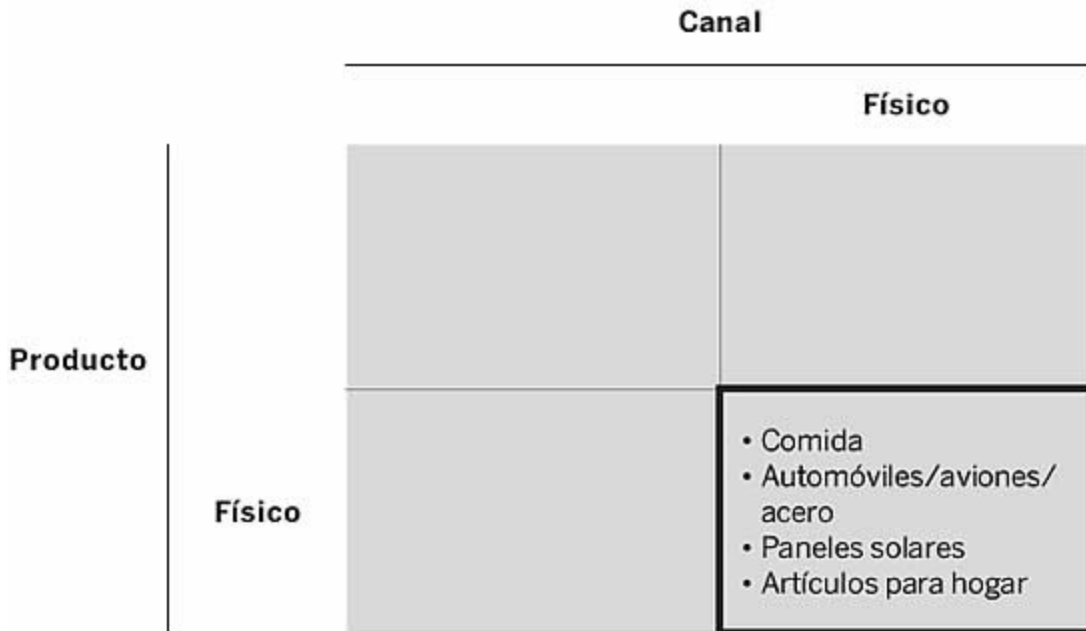 Canal
Físico
Producto
Físico
• Comida
• Automóviles/aviones/
acero
• Paneles solares
• Artículos para hogar